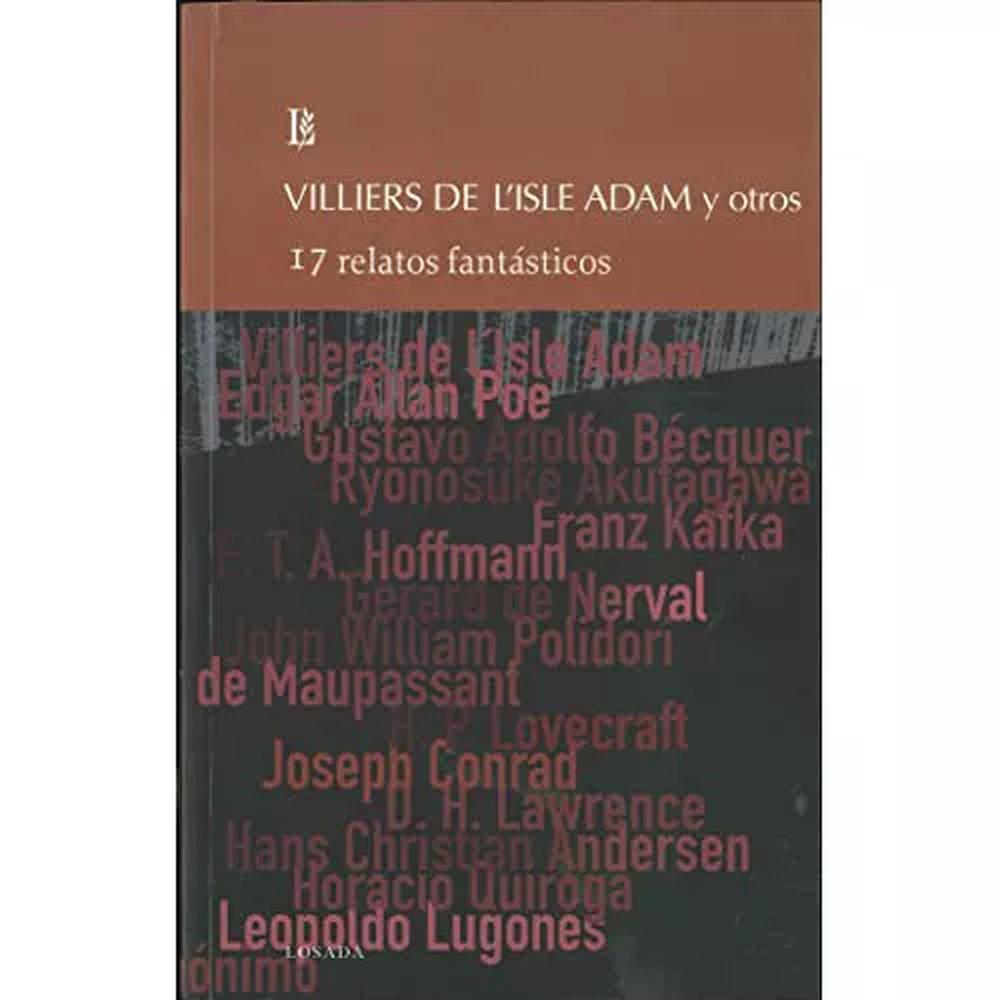 VILLIERS DE L'ISLE ADAM y otros
17 relatos fantásticos
Villiers de L'Isle Adam
Edgar Allan Poe
Gustavo Adolfo Bécquer
Ryonosuke Akutagawa
Franz Kafka
E. T. A. Hoffmann
Gerard de Nerval
John William Polidori
de Maupassant
H. P. Lovecraft
Joseph Conrad
D. H. Lawrence
Hans Christian Andersen
Horacio Quiroga
Leopoldo Lugones
LOSADA
ónimo